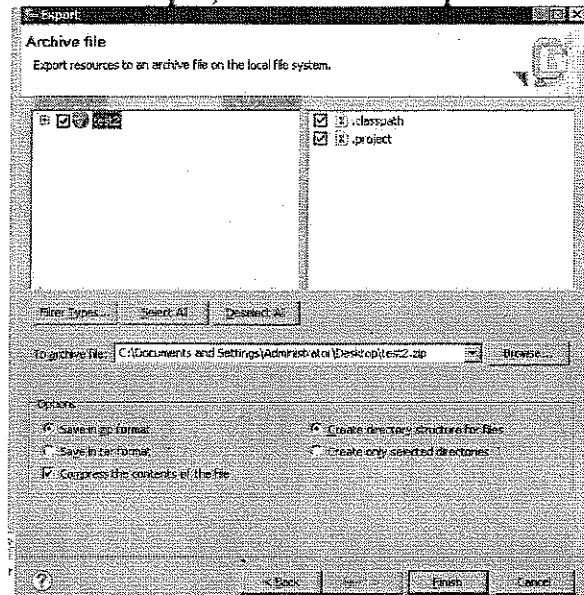 Export
Archive file
Export resources to an archive file on the local file system.
.classpath
.project
Filter Types...
Select All
Deselect All
To archive file: C:\Documents and Settings\Administrator\Desktop\test2.zip
Browse...
Options
Save in zip format
Save in tar format
Compress the contents of the file
Create directory structure for files
Create only selected directories
?
< Back
Finish
Cancel